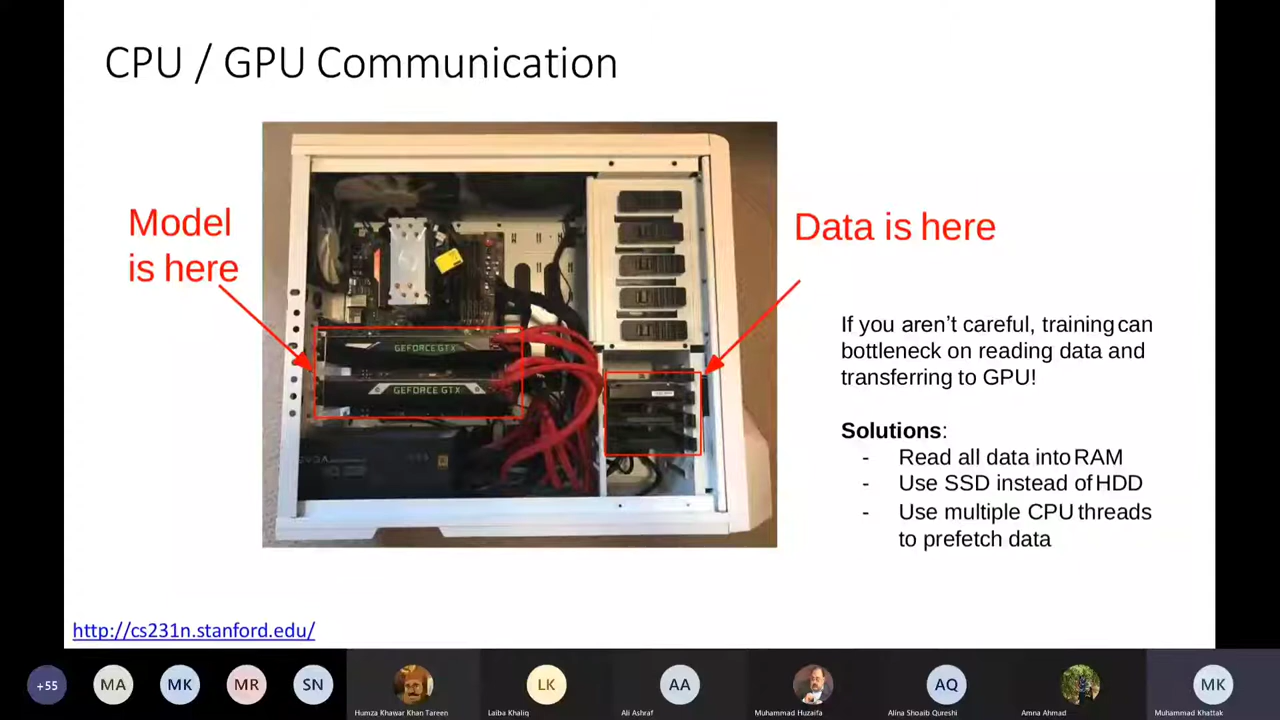 CPU / GPU Communication
Model
is here
Data is here
GEFORCE GTX
GEFORCE GTX
If you aren't careful, training can
bottleneck on reading data and
transferring to GPU!
Solutions:
- Read all data into RAM
- Use SSD instead of HDD
- Use multiple CPU threads
to prefetch data
EVGA
http://cs231n.stanford.edu/
+55
MA
MK
MR
SN
LK
AA
AQ
MK
Humza Khawar Khan Tareen
Laiba Khaliq
Ali Ashraf
Muhammad Huzaifa
Alina Shoaib Qureshi
Amna Ahmad
Muhammad Khattak